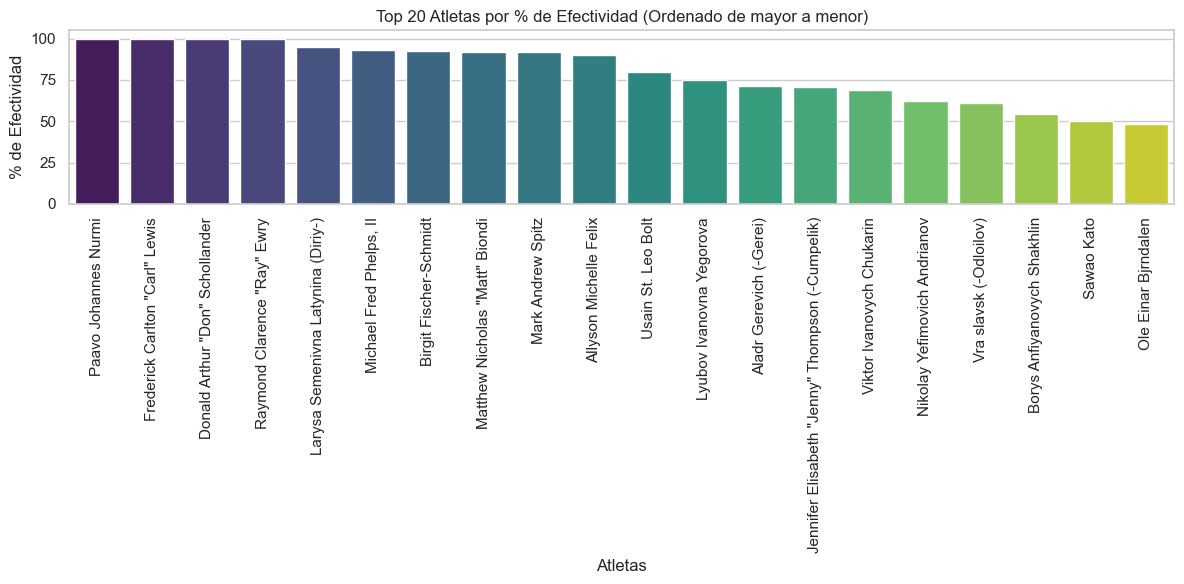 Top 20 Atletas por % de Efectividad (Ordenado de mayor a menor)
% de Efectividad
100
75
50
25
0
Paavo Johannes Nurmi
Frederick Carlton "Carl" Lewis
Donald Arthur "Don" Schollander
Raymond Clarence "Ray" Ewry
Larysa Semenivna Latynina (Diriy-)
Michael Fred Phelps, II
Birgit Fischer-Schmidt
Matthew Nicholas "Matt" Biondi
Mark Andrew Spitz
Allyson Michelle Felix
Usain St. Leo Bolt
Lyubov Ivanovna Yegorova
Aladr Gerevich (-Gerei)
Jennifer Elisabeth "Jenny" Thompson (-Cumpelik)
Viktor Ivanovych Chukarin
Nikolay Yefimovich Andrianov
Vra slavsk (-Odloilov)
Borys Anfiyanovych Shakhlin
Sawao Kato
Ole Einar Bjrndalen
Atletas